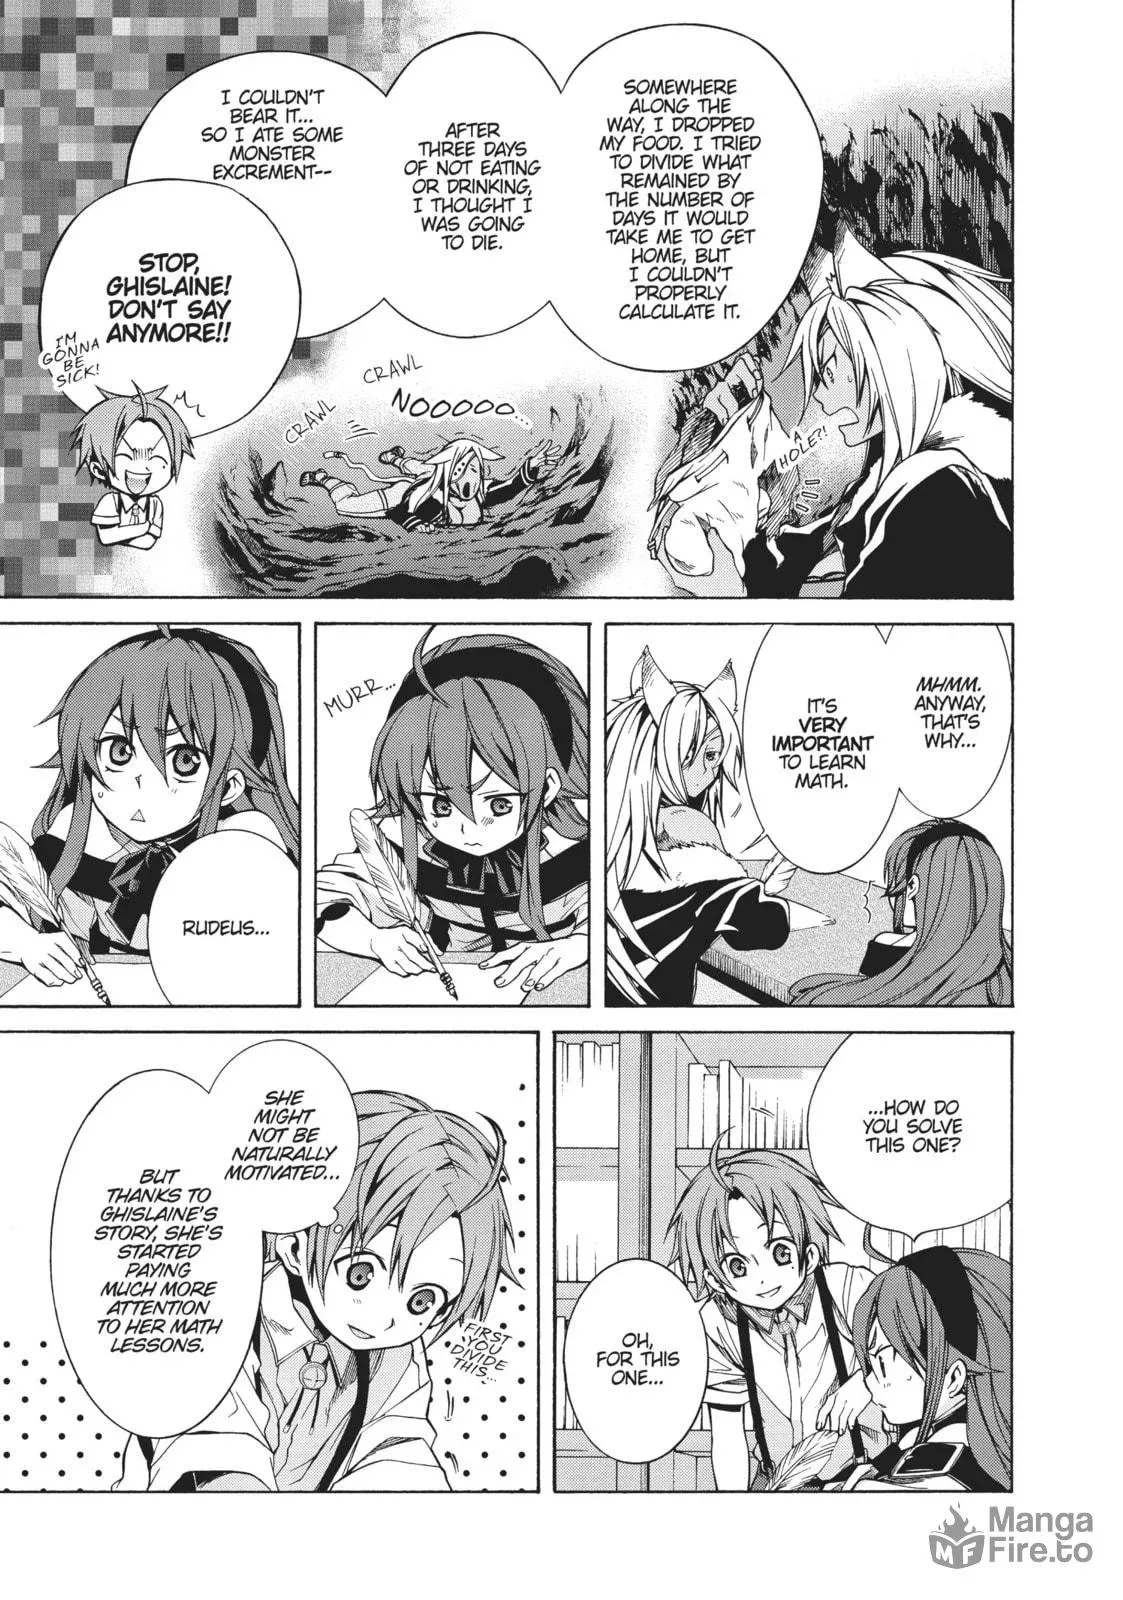 SOMEWHERE
ALONG THE
WAY, I DROPPED
MY FOOD. I TRIED
TO DIVIDE WHAT
REMAINED BY
THE NUMBER OF
DAYS IT WOULD
TAKE ME TO GET
HOME, BUT
I COULDN'T
PROPERLY
CALCULATE IT.
A
HOLE?!
AFTER
THREE DAYS
OF NOT EATING
OR DRINKING,
I THOUGHT I
WAS GOING
TO DIE.
I COULDN'T
BEAR IT...
SO I ATE SOME
MONSTER
EXCREMENT--
CRAWL
CRAWL
NOOOOO...
STOP,
GHISLAINE!
DON'T SAY
ANYMORE!!
I'M
GONNA
BE
SICK!
MHMM.
ANYWAY,
THAT'S
WHY...
IT'S
VERY
IMPORTANT
TO LEARN
MATH.
MURR...
RUDEUS...
...HOW DO
YOU SOLVE
THIS ONE?
OH,
FOR THIS
ONE...
SHE
MIGHT
NOT BE
NATURALLY
MOTIVATED...
BUT
THANKS TO
GHISLAINE'S
STORY, SHE'S
STARTED
PAYING
MUCH MORE
ATTENTION
TO HER MATH
LESSONS.
FIRST
YOU
DIVIDE
THIS...
Manga
Fire.to
MF